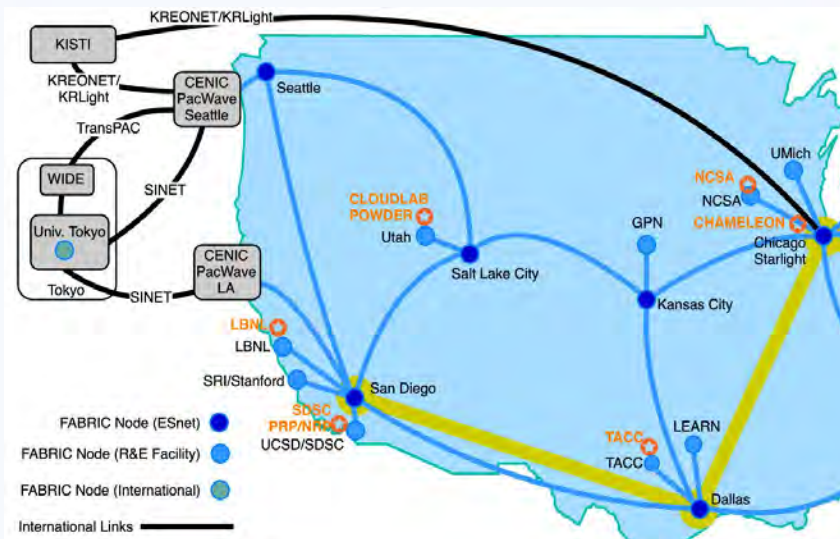 KREONET/KRLight
KISTI
KREONET/
KRLight
CENIC
PacWave
Seattle
Seattle
TransPAC
WIDE
SINET
Univ. Tokyo
Tokyo
SINET
CENIC
PacWave
LA
CLOUDLAB
POWDER
Utah
Salt Lake City
GPN
Kansas City
UMich
NCSA
NCSA
CHAMELEON
Chicago
Starlight
LBNL
LBNL
SRI/Stanford
San Diego
SDSC
PRP/NRP
UCSD/SDSC
TACC
TACC
LEARN
Dallas
FABRIC Node (ESnet)
FABRIC Node (R&E Facility)
FABRIC Node (International)
International Links